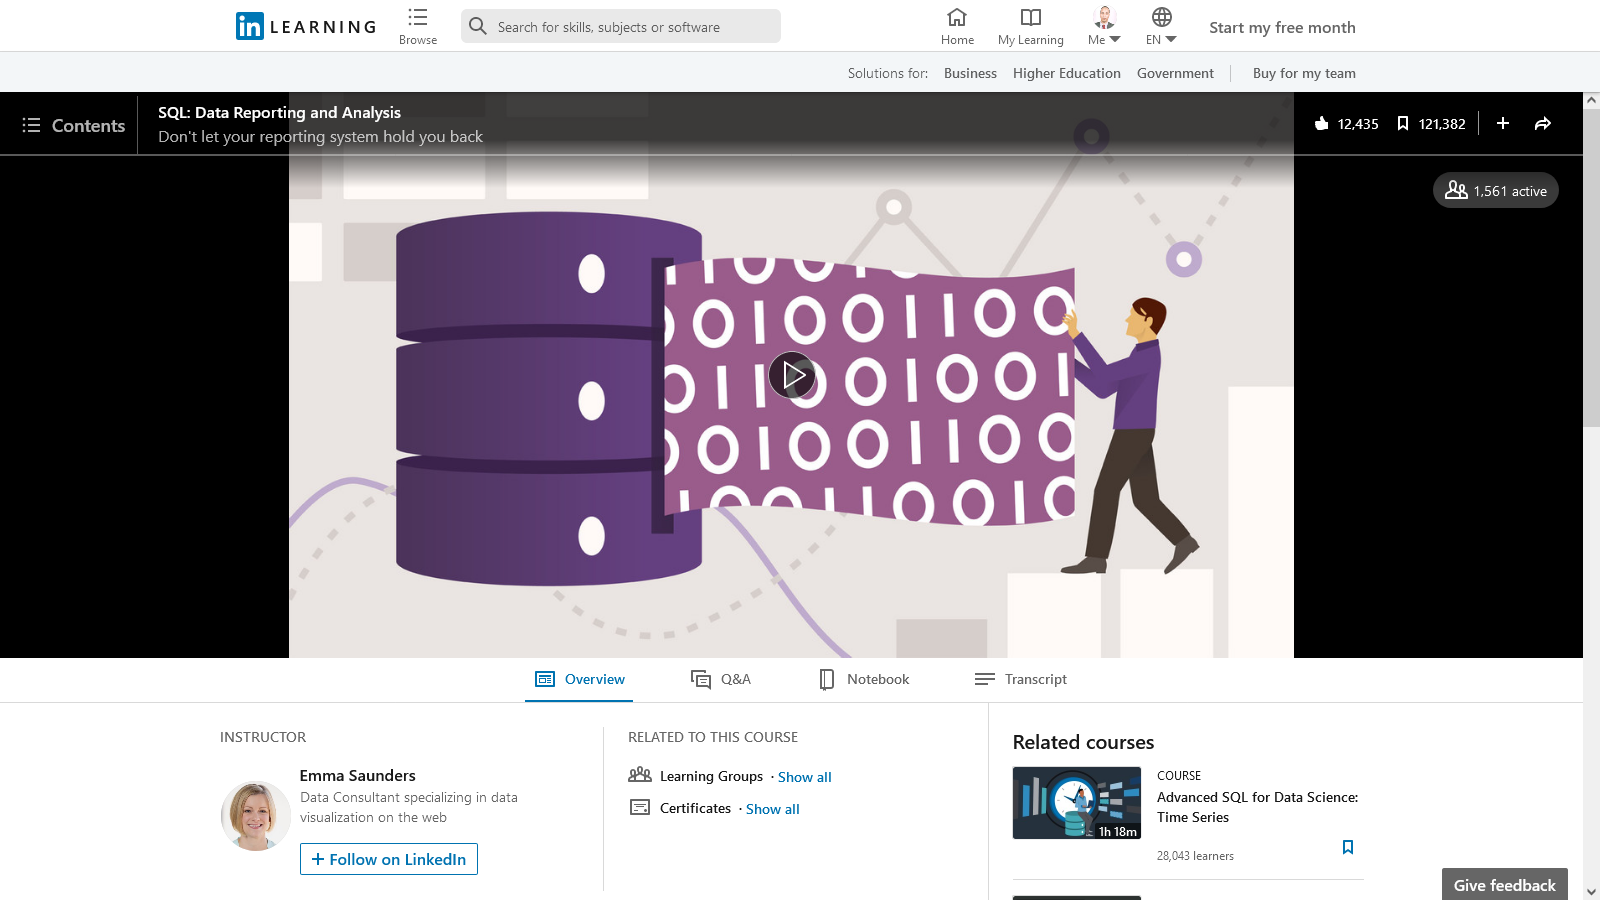 in LEARNING
Browse
Search for skills, subjects or software
Home
My Learning
Me
EN
Start my free month
Solutions for:
Business
Higher Education
Government
Buy for my team
Contents
SQL: Data Reporting and Analysis
Don't let your reporting system hold you back
12,435
121,382
1,561 active
Overview
Q&A
Notebook
Transcript
INSTRUCTOR
Emma Saunders
Data Consultant specializing in data
visualization on the web
+ Follow on LinkedIn
RELATED TO THIS COURSE
Learning Groups · Show all
Certificates · Show all
Related courses
1h 18m
COURSE
Advanced SQL for Data Science:
Time Series
28,043 learners
Give feedback